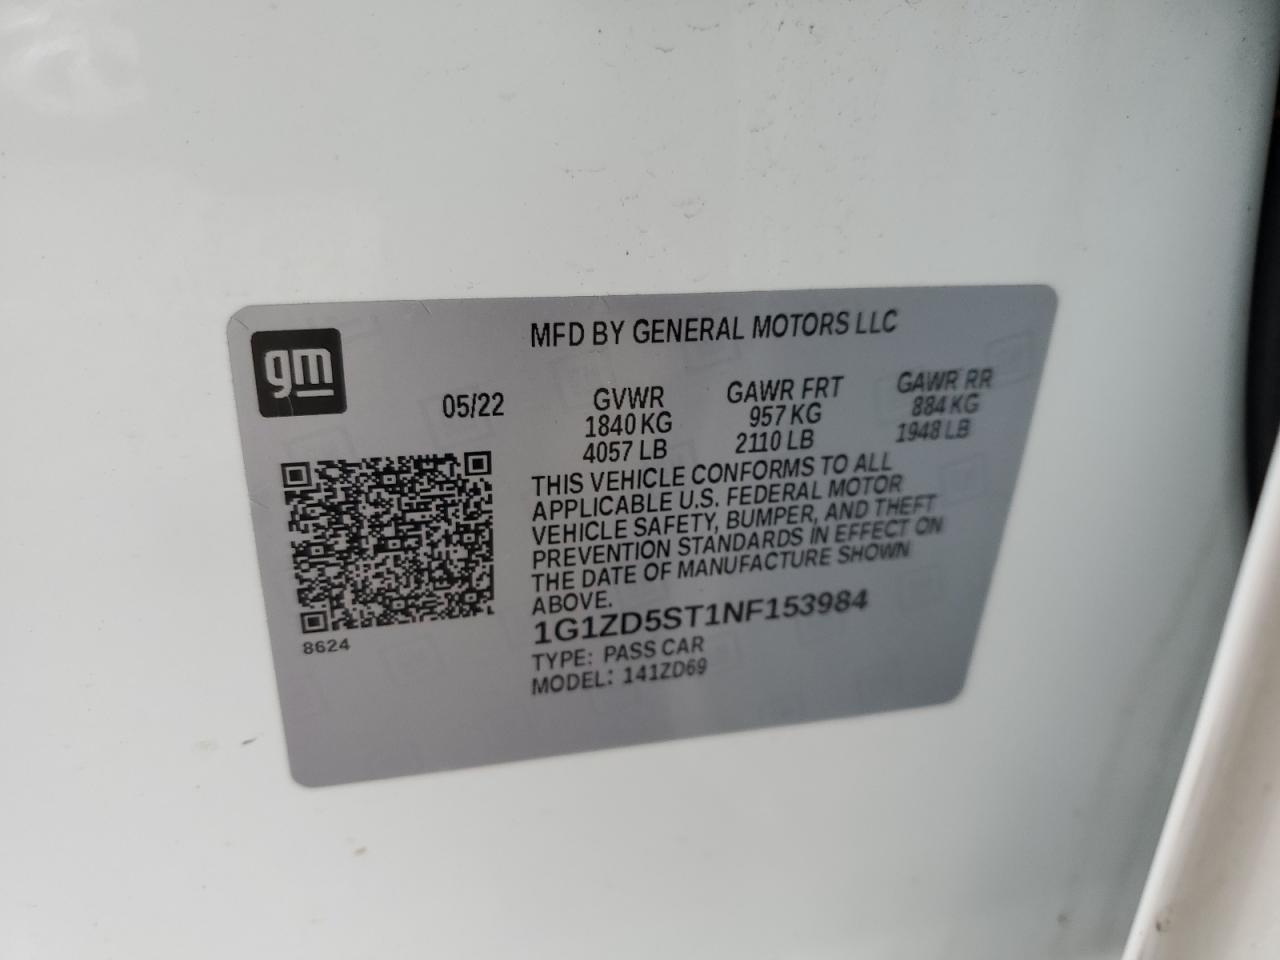 gm
MFD BY GENERAL MOTORS LLC
05/22
GVWR GAWR FRT GAWR RR
1840 KG 957 KG 884 KG
4057 LB 2110 LB 1948 LB
THIS VEHICLE CONFORMS TO ALL
APPLICABLE U.S. FEDERAL MOTOR
VEHICLE SAFETY, BUMPER, AND THEFT
PREVENTION STANDARDS IN EFFECT ON
THE DATE OF MANUFACTURE SHOWN
ABOVE.
1G1ZD5ST1NF153984
TYPE: PASS CAR
MODEL: 141ZD69
8624